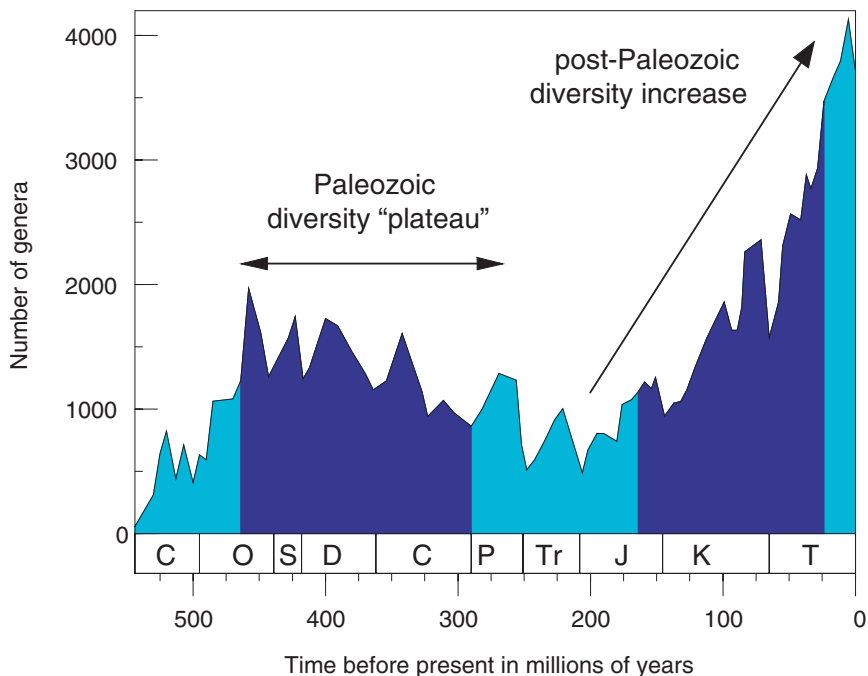 4000
3000
2000
1000
0
Number of genera
post-Paleozoic
diversity increase
Paleozoic
diversity “plateau”
C O S D C P Tr J K T
500 400 300 200 100 0
Time before present in millions of years